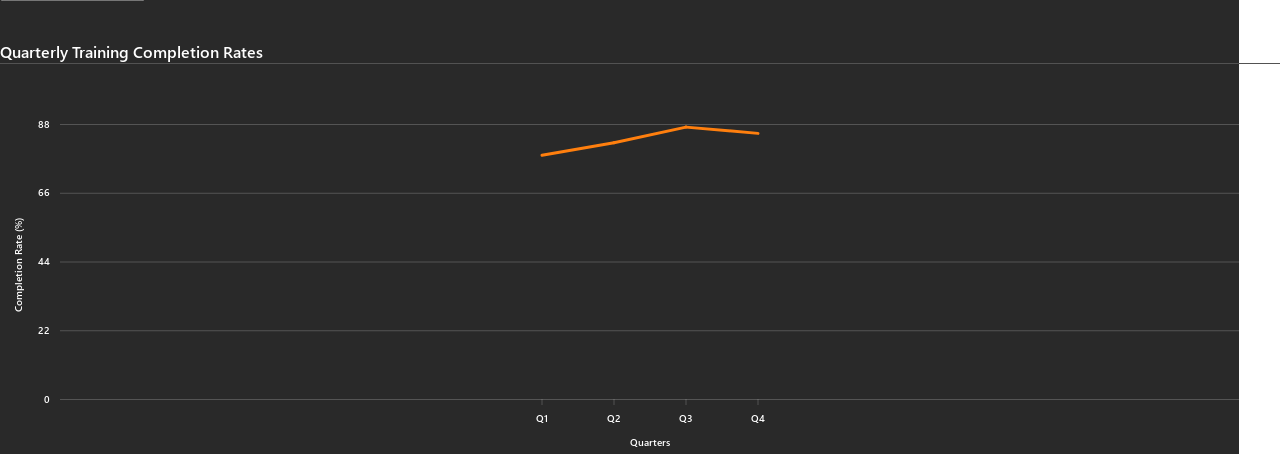 Quarterly Training Completion Rates
88
66
44
22
0
Completion Rate (%)
Q1 Q2 Q3 Q4
Quarters